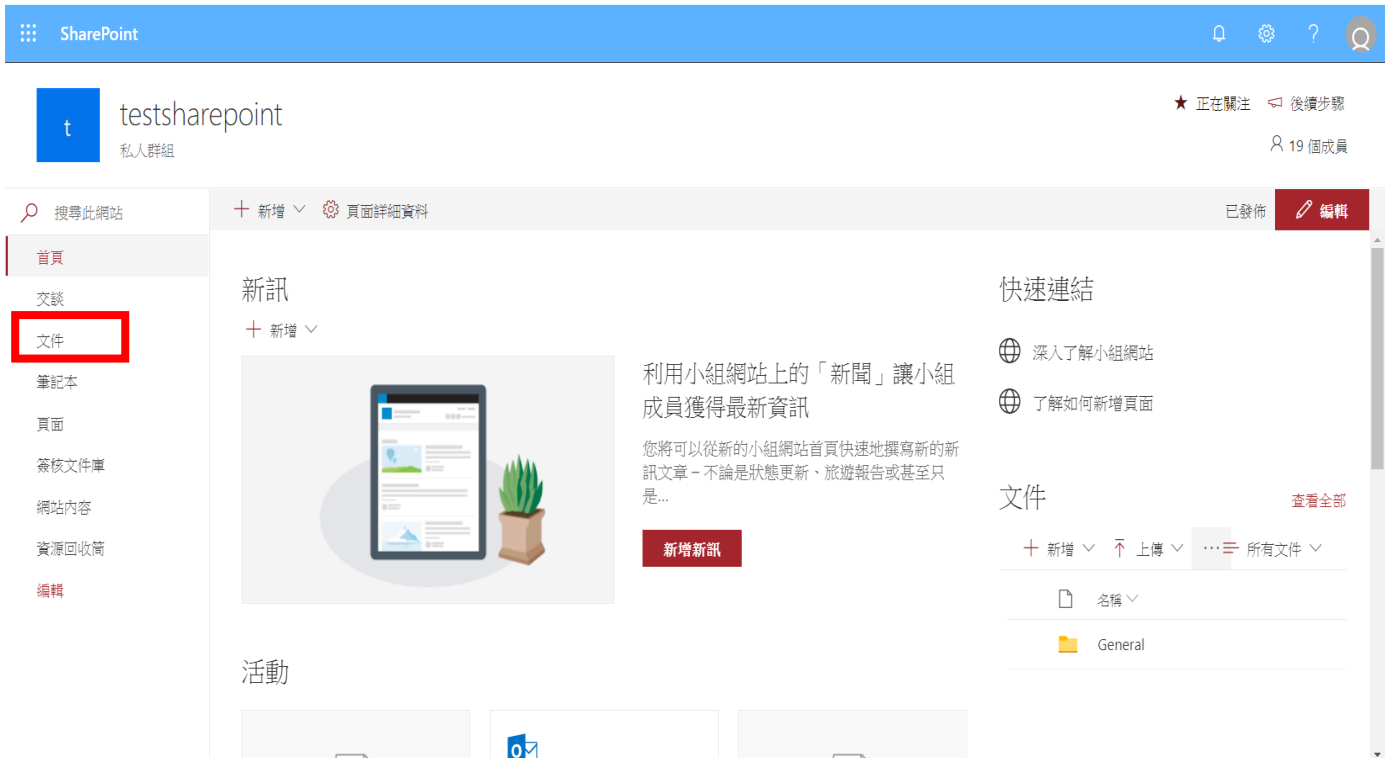 SharePoint
?
t
testsharepoint
私人群組
★ 正在關注
後續步驟
19 個成員
搜尋此網站
+ 新增
頁面詳細資料
已發佈
編輯
首頁
交談
文件
筆記本
頁面
簽核文件庫
網站內容
資源回收筒
編輯
新訊
+ 新增
利用小組網站上的「新聞」讓小組
成員獲得最新資訊
您將可以從新的小組網站首頁快速地撰寫新的新
訊文章 – 不論是狀態更新、旅遊報告或甚至只
是...
新增新訊
活動
快速連結
深入了解小組網站
了解如何新增頁面
文件
查看全部
+ 新增
上傳
···
所有文件
名稱
General